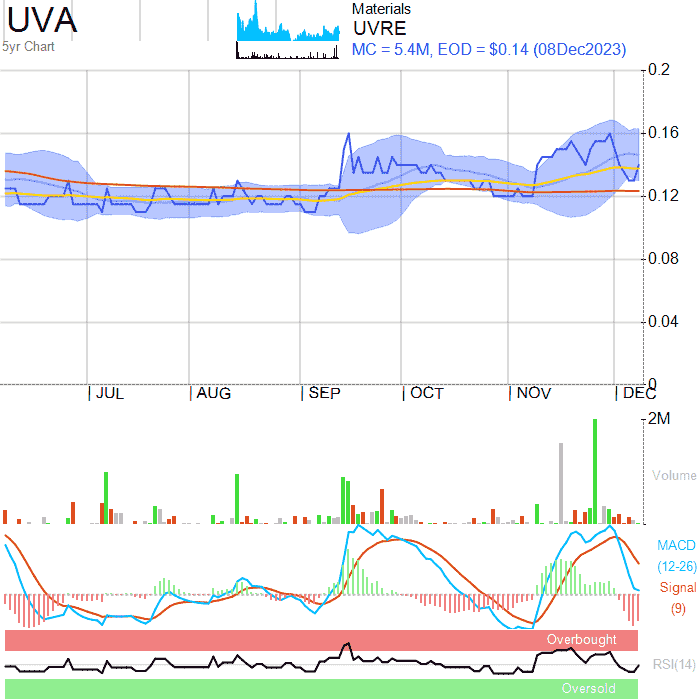 UVA
5yr Chart
Materials
UVRE
MC = 5.4M, EOD = $0.14 (08Dec2023)
0.2
0.16
0.12
0.08
0.04
0
JUL AUG SEP OCT NOV DEC
2M
Volume
MACD
(12-26)
Signal
(9)
Overbought
RSI(14)
Oversold